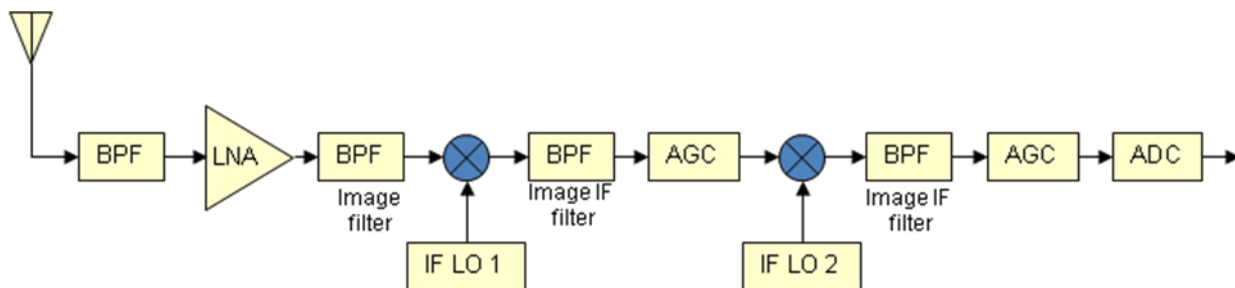 BPF
LNA
BPF
Image
filter
BPF
Image IF
filter
AGC
BPF
Image IF
filter
AGC
ADC
IF LO 1
IF LO 2